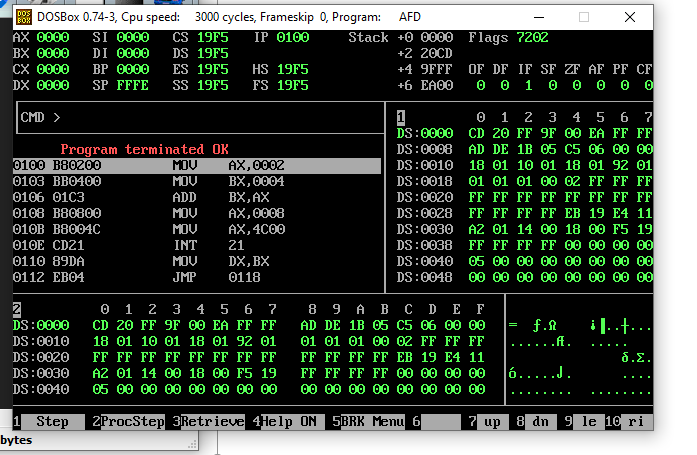 DOSBox 0.74-3, Cpu speed: 3000 cycles, Frameskip 0, Program: AFD
AX 0000 SI 0000 CS 19F5 IP 0100 Stack +0 0000 Flags 7202
BX 0000 DI 0000 DS 19F5 +2 20CD
CX 0000 BP 0000 ES 19F5 HS 19F5 +4 9FFF OF DF IF SF ZF AF PF CF
DX 0000 SP FFFE SS 19F5 FS 19F5 +6 EA00 0 0 1 0 0 0 0 0
CMD >
Program terminated OK
0100 B80200 MOV AX,0002
0103 BB0400 MOV BX,0004
0106 01C3 ADD BX,AX
0108 B80800 MOV AX,0008
010B B8004C MOV AX,4C00
010E CD21 INT 21
0110 89DA MOV DX,BX
0112 EB04 JMP 0118
1 0 1 2 3 4 5 6 7
DS:0000 CD 20 FF 9F 00 EA FF FF
DS:0008 AD DE 1B 05 C5 06 00 00
DS:0010 18 01 10 01 18 01 92 01
DS:0018 01 01 01 00 02 FF FF FF
DS:0020 FF FF FF FF FF FF FF FF
DS:0028 FF FF FF FF EB 19 E4 11
DS:0030 A2 01 14 00 18 00 F5 19
DS:0038 FF FF FF FF 00 00 00 00
DS:0040 05 00 00 00 00 00 00 00
DS:0048 00 00 00 00 00 00 00 00
2 0 1 2 3 4 5 6 7 8 9 A B C D E F
DS:0000 CD 20 FF 9F 00 EA FF FF AD DE 1B 05 C5 06 00 00
DS:0010 18 01 10 01 18 01 92 01 01 01 01 00 02 FF FF FF
DS:0020 FF FF FF FF FF FF FF FF FF FF FF FF EB 19 E4 11
DS:0030 A2 01 14 00 18 00 F5 19 FF FF FF FF 00 00 00 00
DS:0040 05 00 00 00 00 00 00 00 00 00 00 00 00 00 00 00
1 Step 2ProcStep 3Retrieve 4Help ON 5BRK Menu 6 7 up 8 dn 9 le 10 ri
bytes